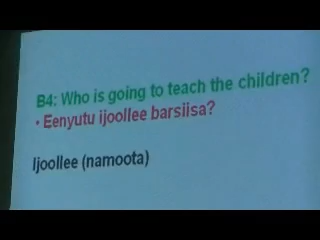 B4: Who is going to teach the children?
• Eenyutu ijoollee barsiisa?
Ijoollee (namoota)